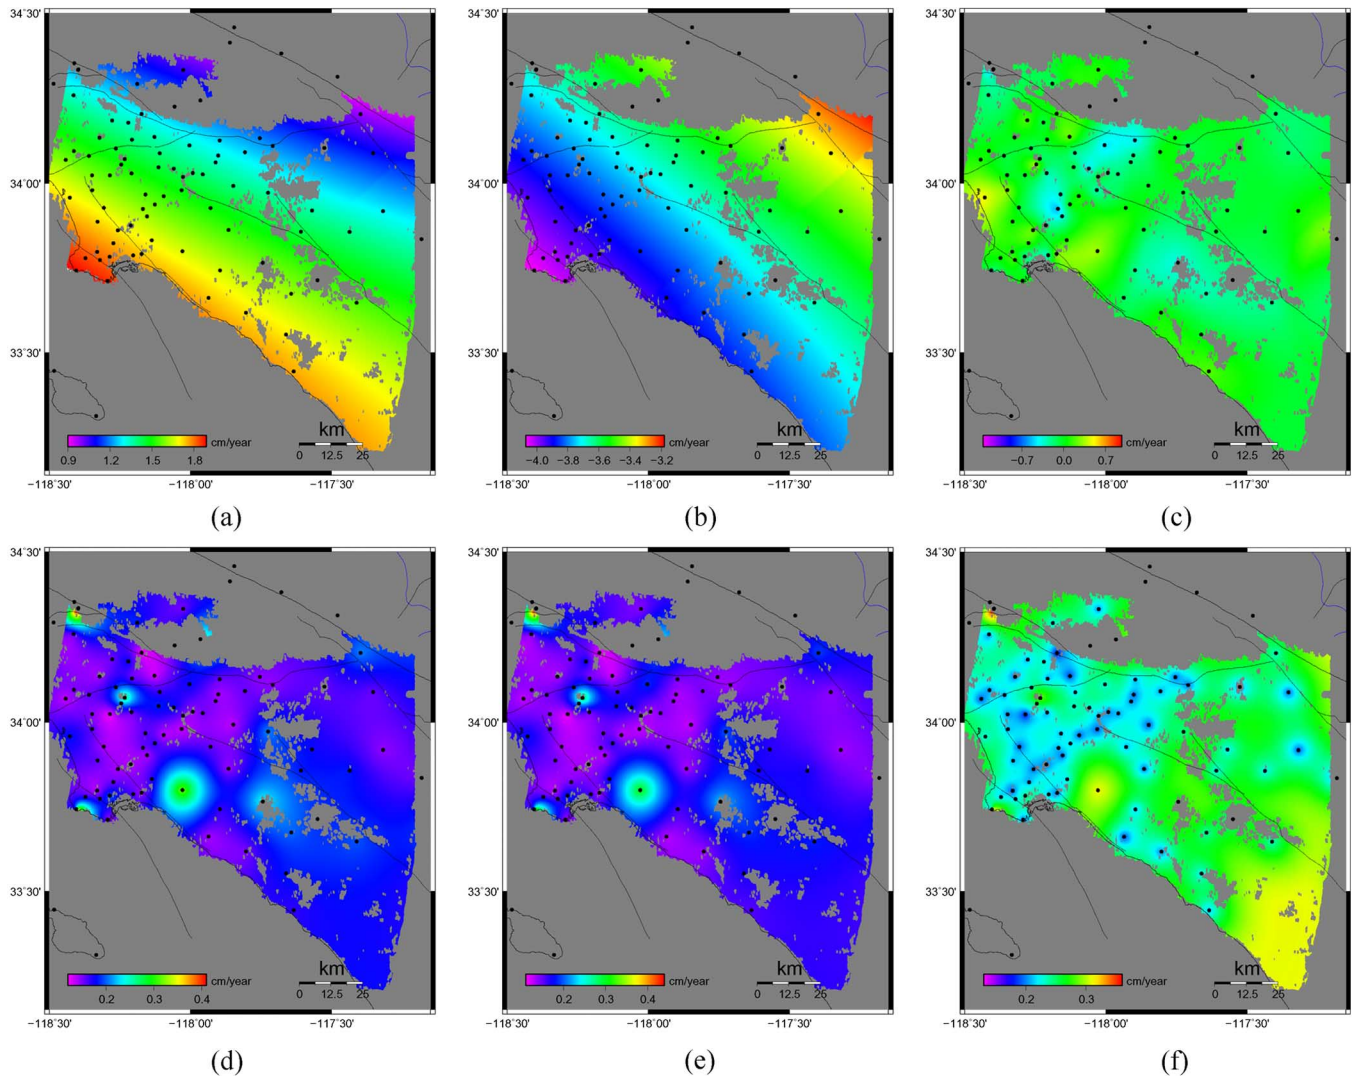 34˚30'
34˚00'
33˚30'
km
cm/year
0 12.5 25
0.9 1.2 1.5 1.8
−118˚30' −118˚00' −117˚30'
(a)
34˚30'
34˚00'
33˚30'
km
cm/year
0 12.5 25
−4.0 −3.8 −3.6 −3.4 −3.2
−118˚30' −118˚00' −117˚30'
(b)
34˚30'
34˚00'
33˚30'
km
cm/year
0 12.5 25
−0.7 0.0 0.7
−118˚30' −118˚00' −117˚30'
(c)
34˚30'
34˚00'
33˚30'
km
cm/year
0 12.5 25
0.2 0.3 0.4
−118˚30' −118˚00' −117˚30'
(d)
34˚30'
34˚00'
33˚30'
km
cm/year
0 12.5 25
0.2 0.3 0.4
−118˚30' −118˚00' −117˚30'
(e)
34˚30'
34˚00'
33˚30'
km
cm/year
0 12.5 25
0.2 0.3
−118˚30' −118˚00' −117˚30'
(f)